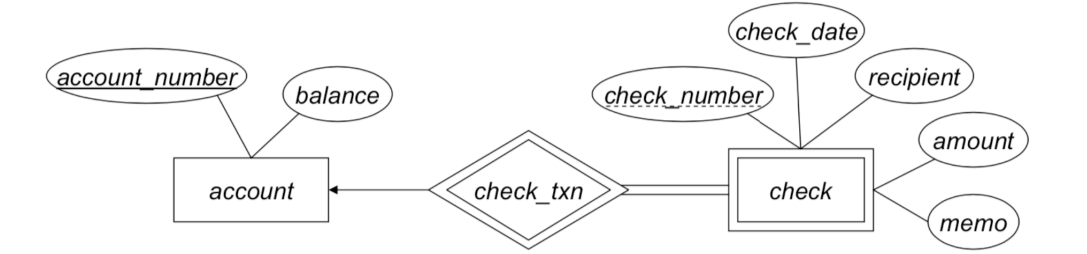 check_date
account_number
balance
check_number
recipient
amount
account
check_txn
check
memo